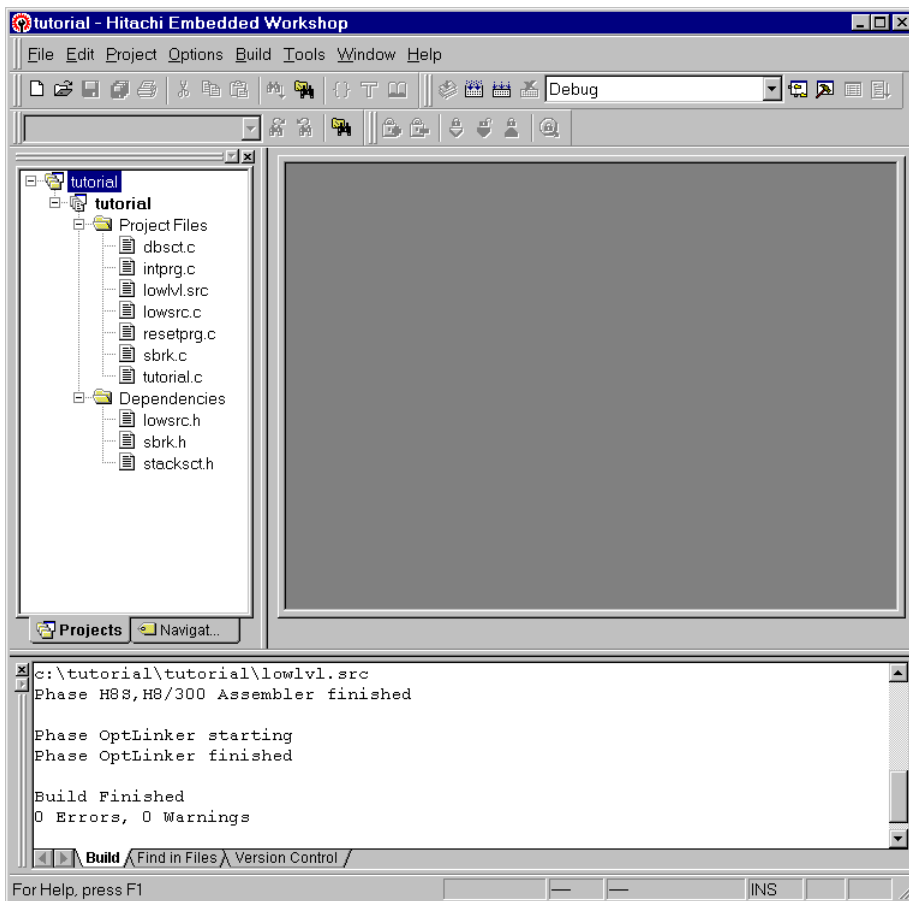 tutorial - Hitachi Embedded Workshop
File Edit Project Options Build Tools Window Help
Debug
tutorial
tutorial
Project Files
dbsct.c
intprg.c
lowlvl.src
lowsrc.c
resetprg.c
sbrk.c
tutorial.c
Dependencies
lowsrc.h
sbrk.h
stacksct.h
Projects Navigat...
c:\tutorial\tutorial\lowlvl.src
Phase H8S,H8/300 Assembler finished
Phase OptLinker starting
Phase OptLinker finished
Build Finished
0 Errors, 0 Warnings
Build Find in Files Version Control
For Help, press F1 INS